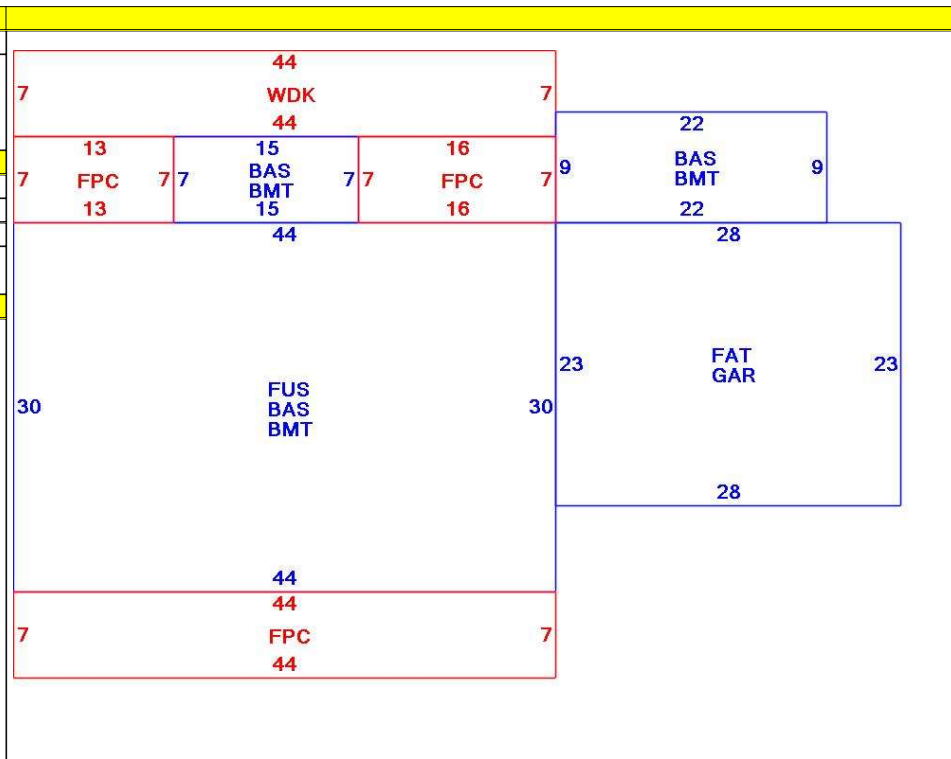 44
7 WDK 7
44
22
13 15 16
9 BAS 9
BMT
7 FPC 7 7 BAS 7 7 FPC 7
BMT
13 15 16
22
44
28
23 FAT 23
GAR
30 FUS 30
BAS
BMT
28
44
44
7 FPC 7
44